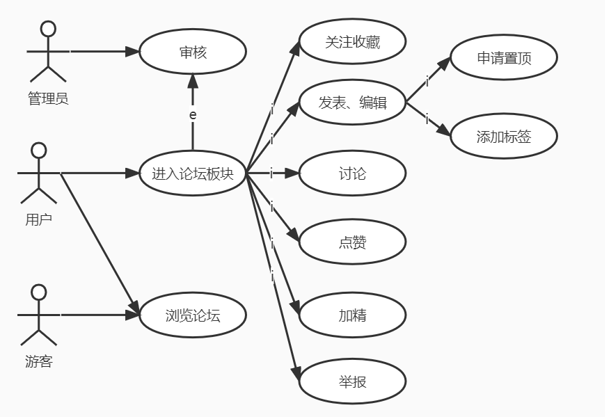 管理员
审核
e
用户
进入论坛板块
游客
浏览论坛
i
关注收藏
i
发表、编辑
i
申请置顶
i
添加标签
i
讨论
i
点赞
i
加精
i
举报